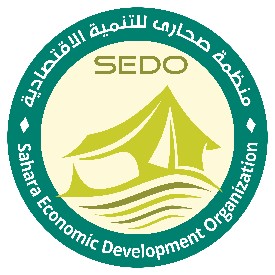 منظمة صحارى للتنمية الاقتصادية
SEDO
Sahara Economic Development Organization